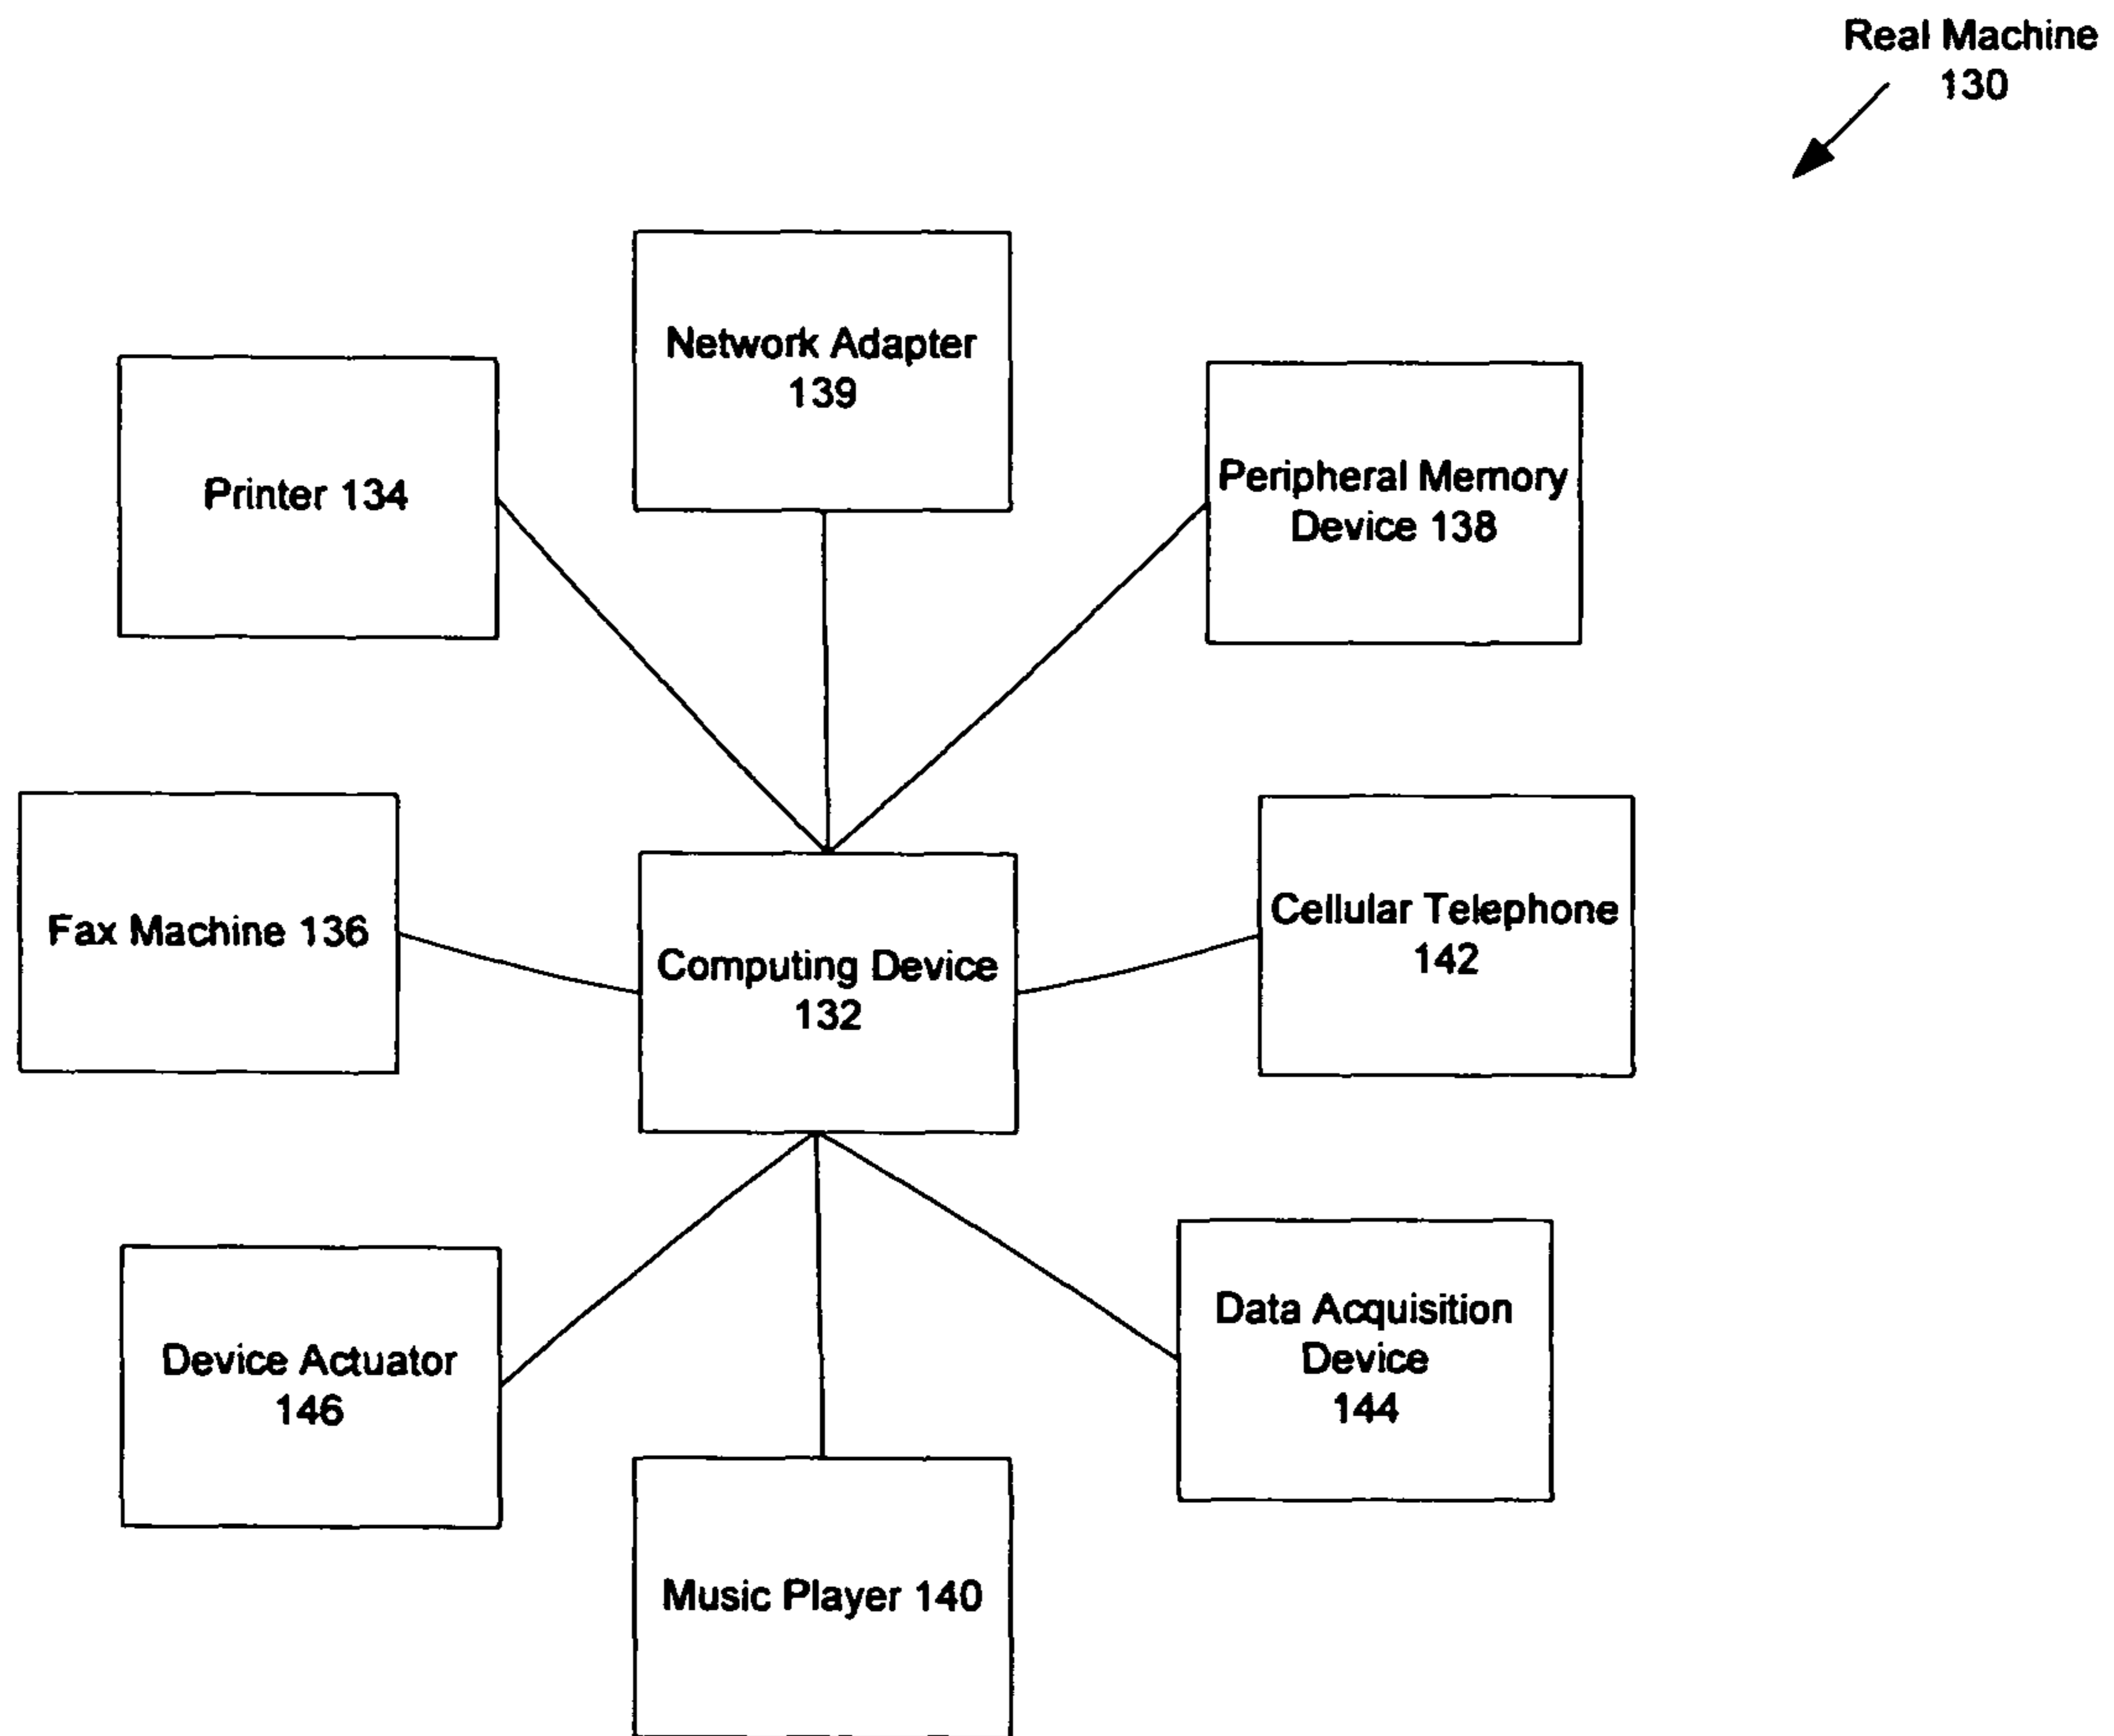 Real Machine
130
Network Adapter
139
Printer 134
Peripheral Memory
Device 138
Fax Machine 136
Computing Device
132
Cellular Telephone
142
Device Actuator
146
Data Acquisition
Device
144
Music Player 140